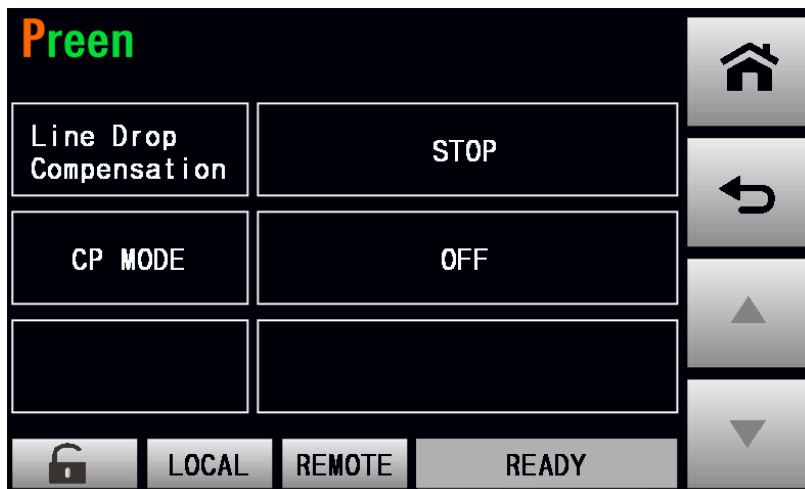 Preen
Line Drop
Compensation
STOP
CP MODE
OFF
LOCAL
REMOTE
READY